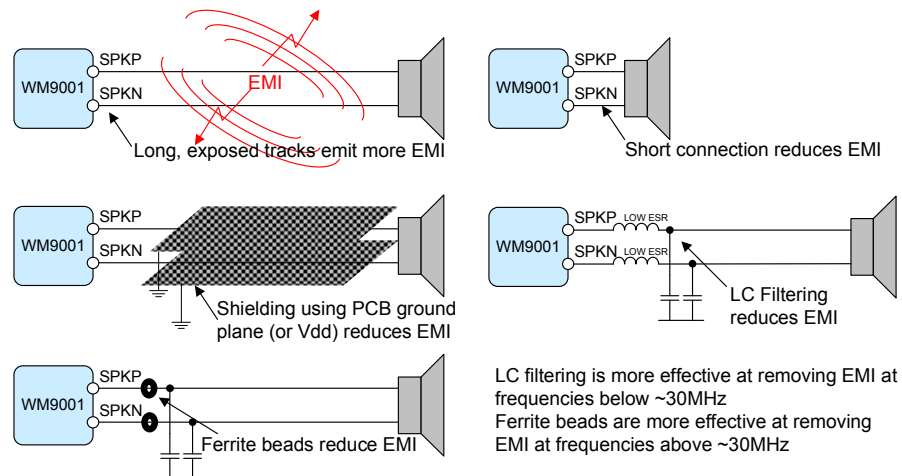 WM9001
SPKP
SPKN
EMI
Long, exposed tracks emit more EMI
WM9001
SPKP
SPKN
Short connection reduces EMI
WM9001
SPKP
SPKN
Shielding using PCB ground
plane (or Vdd) reduces EMI
WM9001
SPKP
LOW ESR
SPKN
LOW ESR
LC Filtering
reduces EMI
WM9001
SPKP
SPKN
Ferrite beads reduce EMI
LC filtering is more effective at removing EMI at
frequencies below ~30MHz
Ferrite beads are more effective at removing
EMI at frequencies above ~30MHz